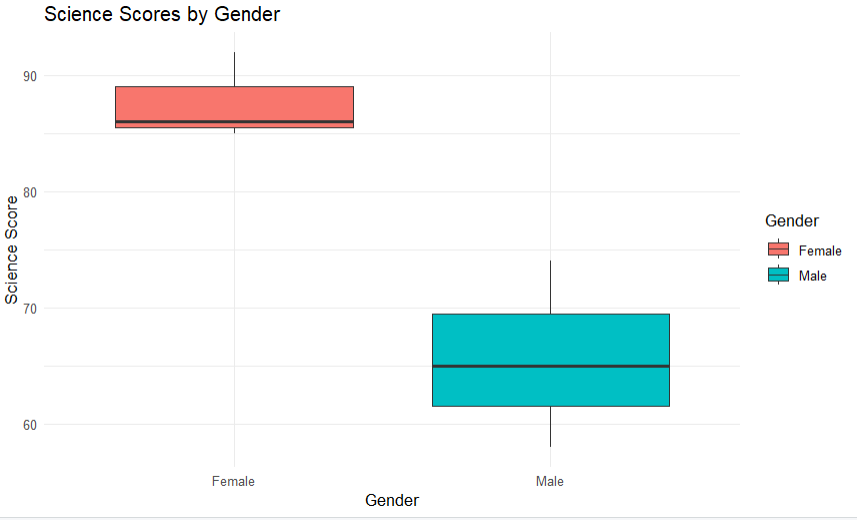 Science Scores by Gender
90
80
70
60
Science Score
Female
Male
Gender
Gender
Female
Male